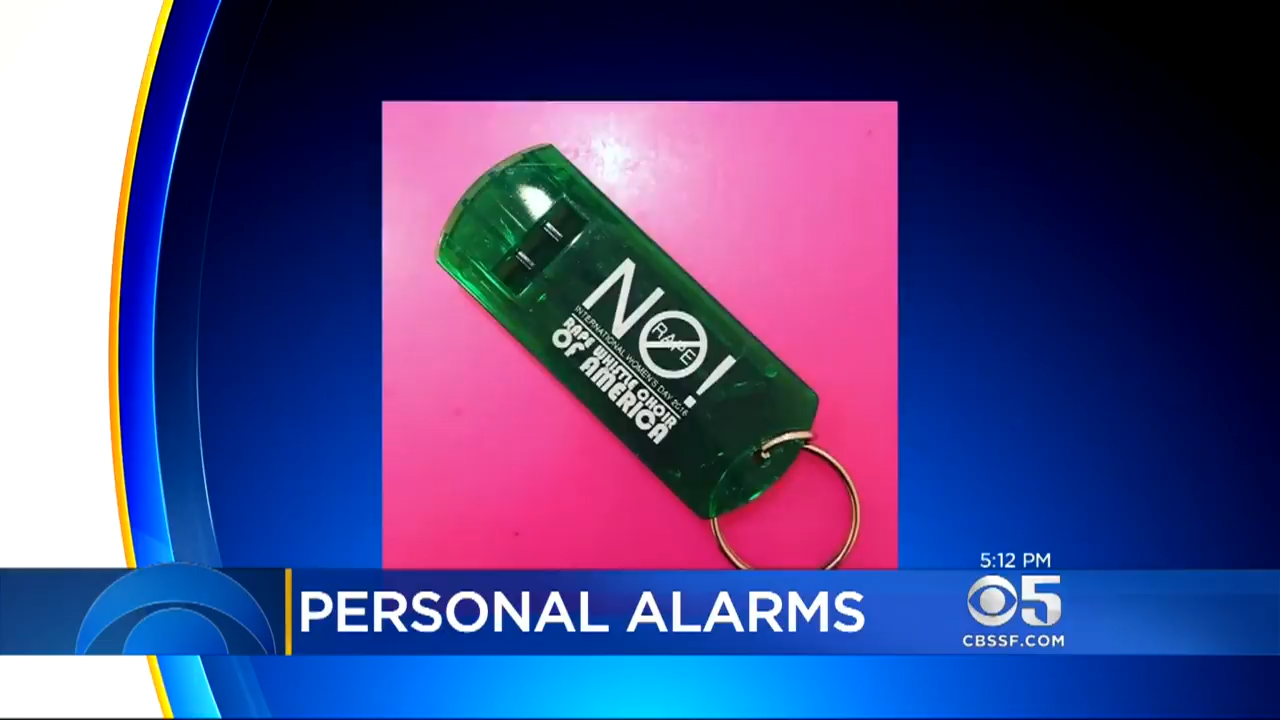 NO!
RAPE
INTERNATIONAL WOMEN'S DAY 2016
RAPE WHISTLE CHOIR
OF AMERICA
5:12 PM
5
PERSONAL ALARMS
CBSSF.COM